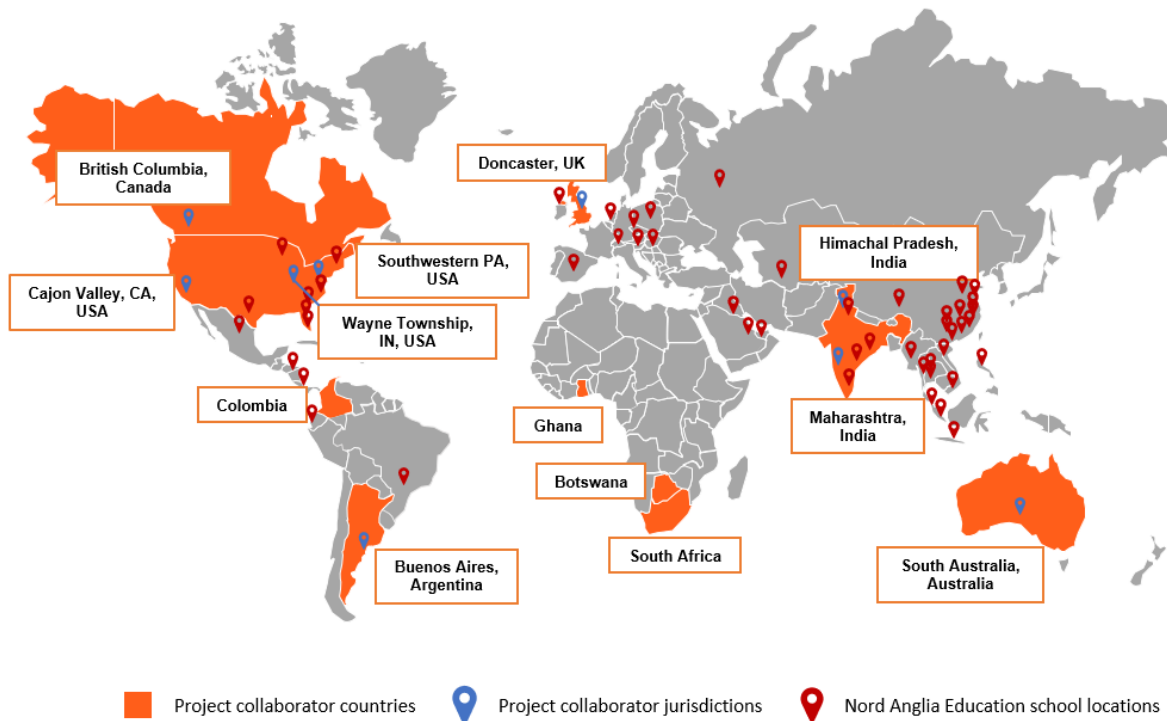 Doncaster, UK
British Columbia,
Canada
Himachal Pradesh,
India
Southwestern PA,
USA
Cajon Valley, CA,
USA
Wayne Township,
IN, USA
Colombia
Ghana
Maharashtra,
India
Botswana
South Africa
Buenos Aires,
Argentina
South Australia,
Australia
Project collaborator countries
Project collaborator jurisdictions
Nord Anglia Education school locations